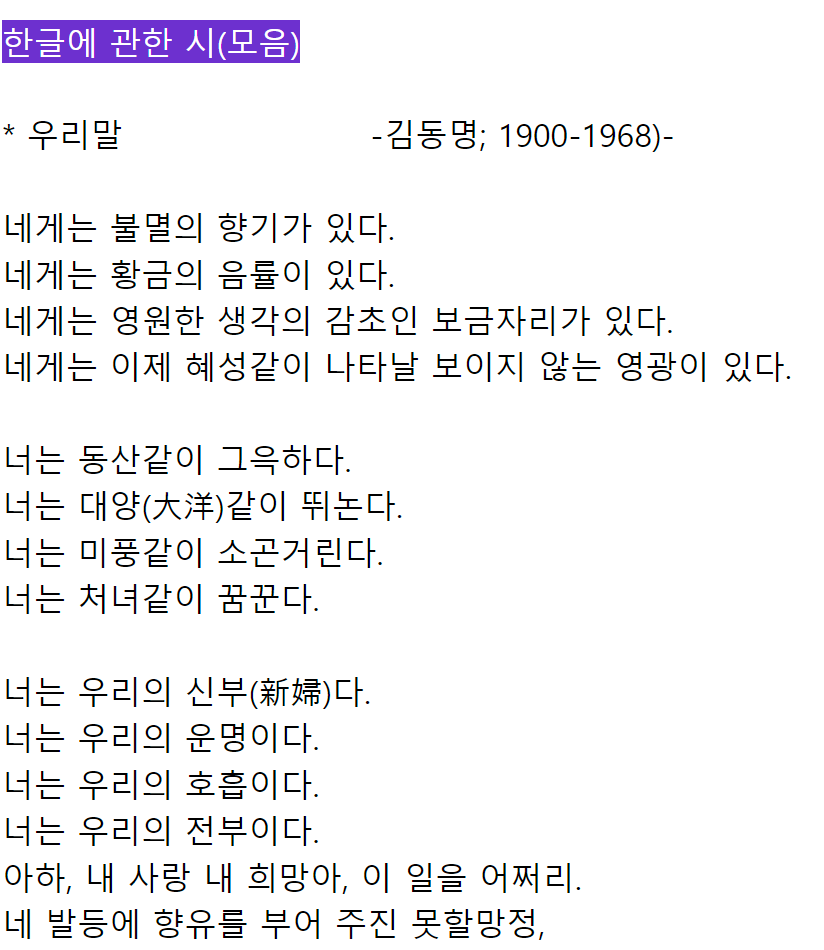 한글에 관한 시(모음)
* 우리말 -김동명; 1900-1968)-
네게는 불멸의 향기가 있다.
네게는 황금의 음률이 있다.
네게는 영원한 생각의 감초인 보금자리가 있다.
네게는 이제 혜성같이 나타날 보이지 않는 영광이 있다.
너는 동산같이 그윽하다.
너는 대양(大洋)같이 뛰논다.
너는 미풍같이 소곤거린다.
너는 처녀같이 꿈꾼다.
너는 우리의 신부(新婦)다.
너는 우리의 운명이다.
너는 우리의 호흡이다.
너는 우리의 전부이다.
아하, 내 사랑 내 희망아, 이 일을 어쩌리.
네 발등에 향유를 부어 주진 못할망정,